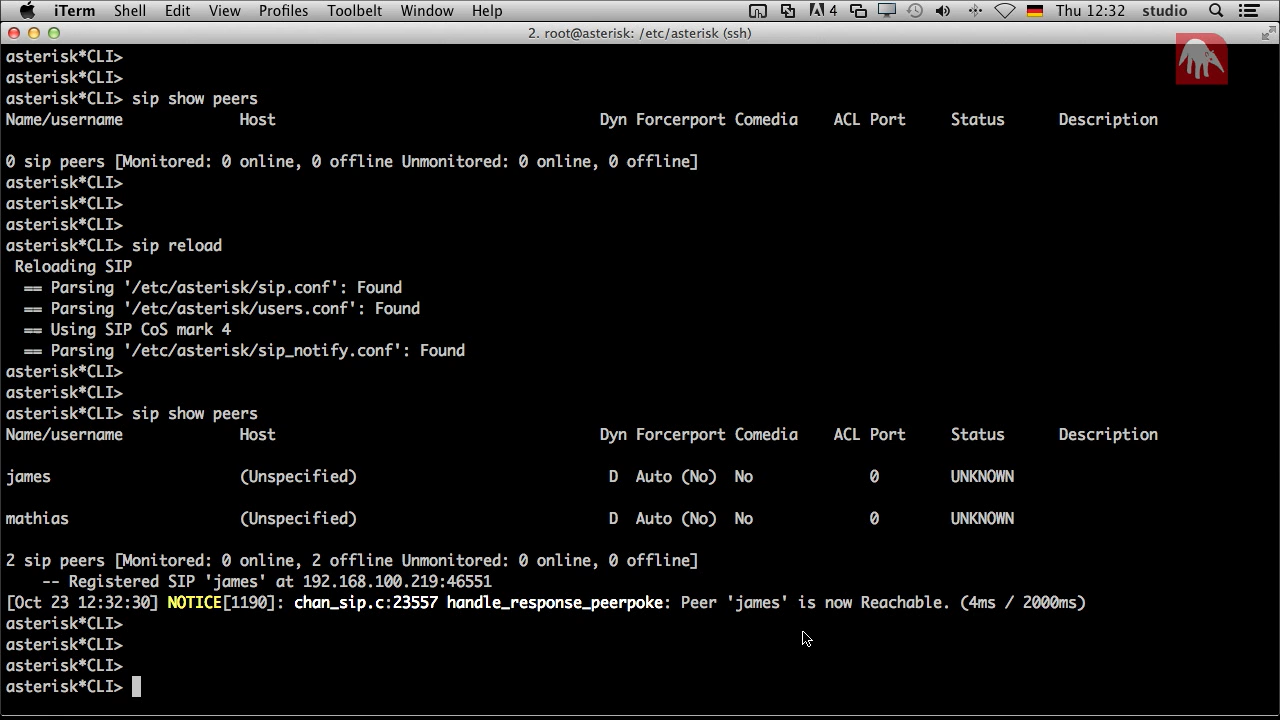 iTerm Shell Edit View Profiles Toolbelt Window Help 4 Thu 12:32 studio
2. root@asterisk: /etc/asterisk (ssh)
asterisk*CLI>
asterisk*CLI>
asterisk*CLI> sip show peers
Name/username Host Dyn Forcerport Comedia ACL Port Status Description
0 sip peers [Monitored: 0 online, 0 offline Unmonitored: 0 online, 0 offline]
asterisk*CLI>
asterisk*CLI>
asterisk*CLI>
asterisk*CLI> sip reload
Reloading SIP
== Parsing '/etc/asterisk/sip.conf': Found
== Parsing '/etc/asterisk/users.conf': Found
== Using SIP CoS mark 4
== Parsing '/etc/asterisk/sip_notify.conf': Found
asterisk*CLI>
asterisk*CLI>
asterisk*CLI> sip show peers
Name/username Host Dyn Forcerport Comedia ACL Port Status Description
james (Unspecified) D Auto (No) No 0 UNKNOWN
mathias (Unspecified) D Auto (No) No 0 UNKNOWN
2 sip peers [Monitored: 0 online, 2 offline Unmonitored: 0 online, 0 offline]
-- Registered SIP 'james' at 192.168.100.219:46551
[Oct 23 12:32:30] NOTICE[1190]: chan_sip.c:23557 handle_response_peerpoke: Peer 'james' is now Reachable. (4ms / 2000ms)
asterisk*CLI>
asterisk*CLI>
asterisk*CLI>
asterisk*CLI>